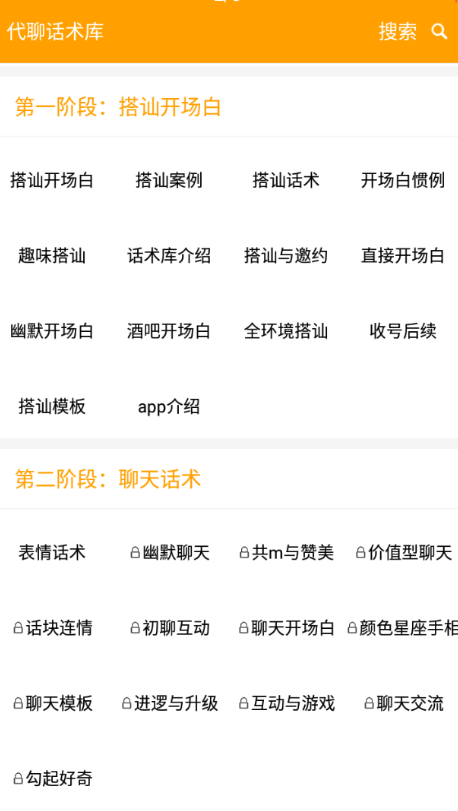 代聊话术库 搜索
第一阶段：搭讪开场白
搭讪开场白 搭讪案例 搭讪话术 开场白惯例
趣味搭讪 话术库介绍 搭讪与邀约 直接开场白
幽默开场白 酒吧开场白 全环境搭讪 收号后续
搭讪模板 app介绍
第二阶段：聊天话术
表情话术 幽默聊天 共m与赞美 价值型聊天
话块连情 初聊互动 聊天开场白 颜色星座手相
聊天模板 进逻与升级 互动与游戏 聊天交流
勾起好奇